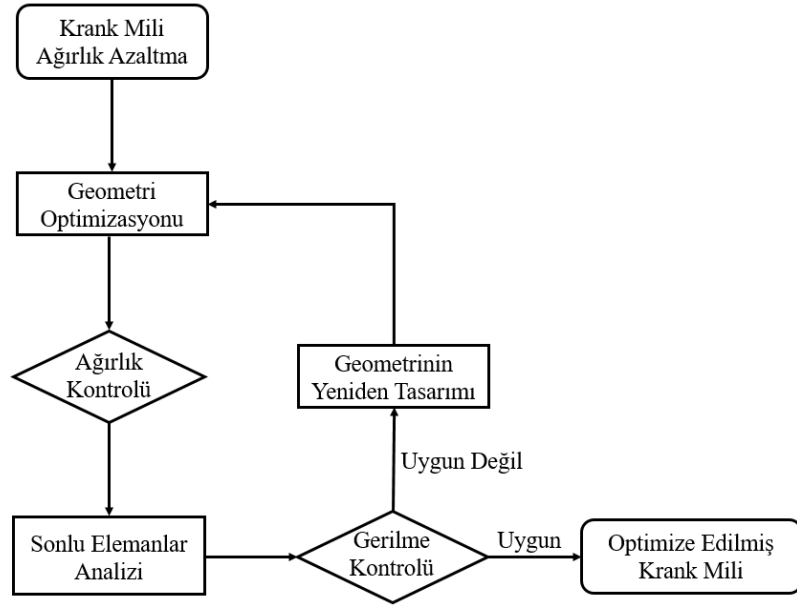 Krank Mili
Ağırlık Azaltma
Geometri
Optimizasyonu
Ağırlık
Kontrolü
Geometrinin
Yeniden Tasarımı
Uygun Değil
Sonlu Elemanlar
Analizi
Gerilme
Kontrolü
Uygun
Optimize Edilmiş
Krank Mili